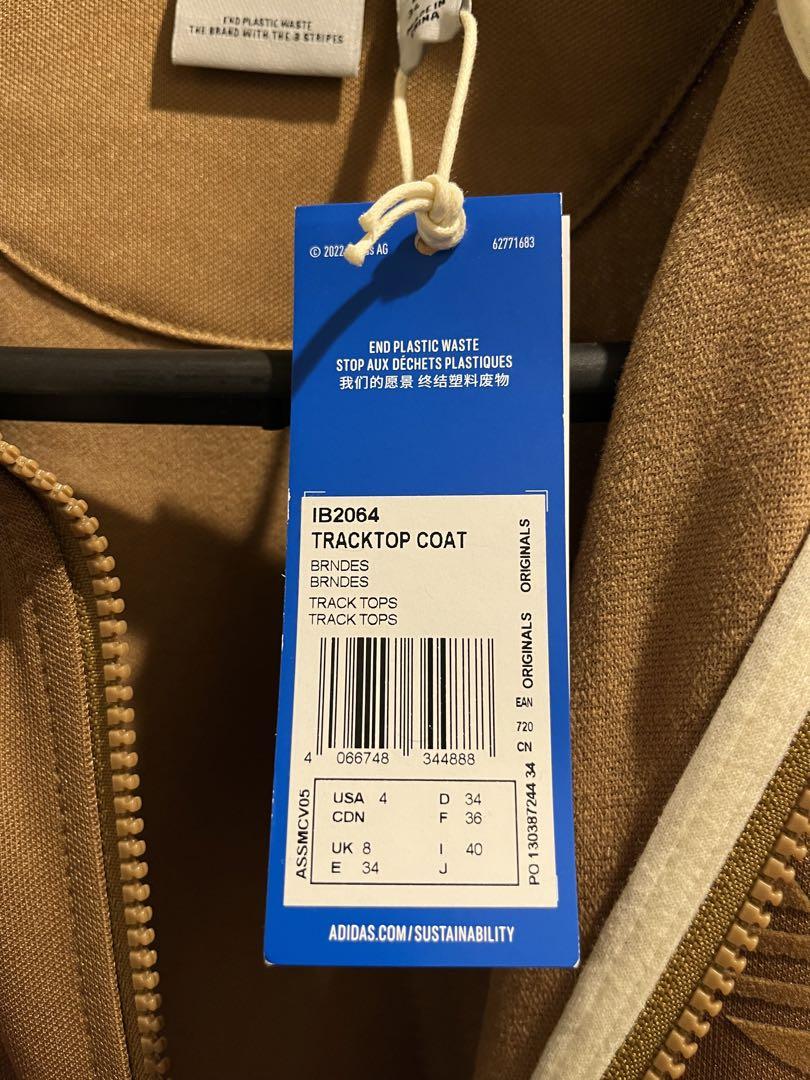 END PLASTIC WASTE
THE BRAND WITH THE 3 STRIPES
© 2022 AG
62771683
END PLASTIC WASTE
STOP AUX DÉCHETS PLASTIQUES
我们的愿景 终结塑料废物
IB2064
TRACKTOP COAT
BRNDES
BRNDES
TRACK TOPS
TRACK TOPS
ORIGINALS ORIGINALS
EAN
720
CN
4 066748 344888
ASSMCV05
USA 4 D 34
CDN F 36
UK 8 I 40
E 34 J
PO 130387244 34
ADIDAS.COM/SUSTAINABILITY